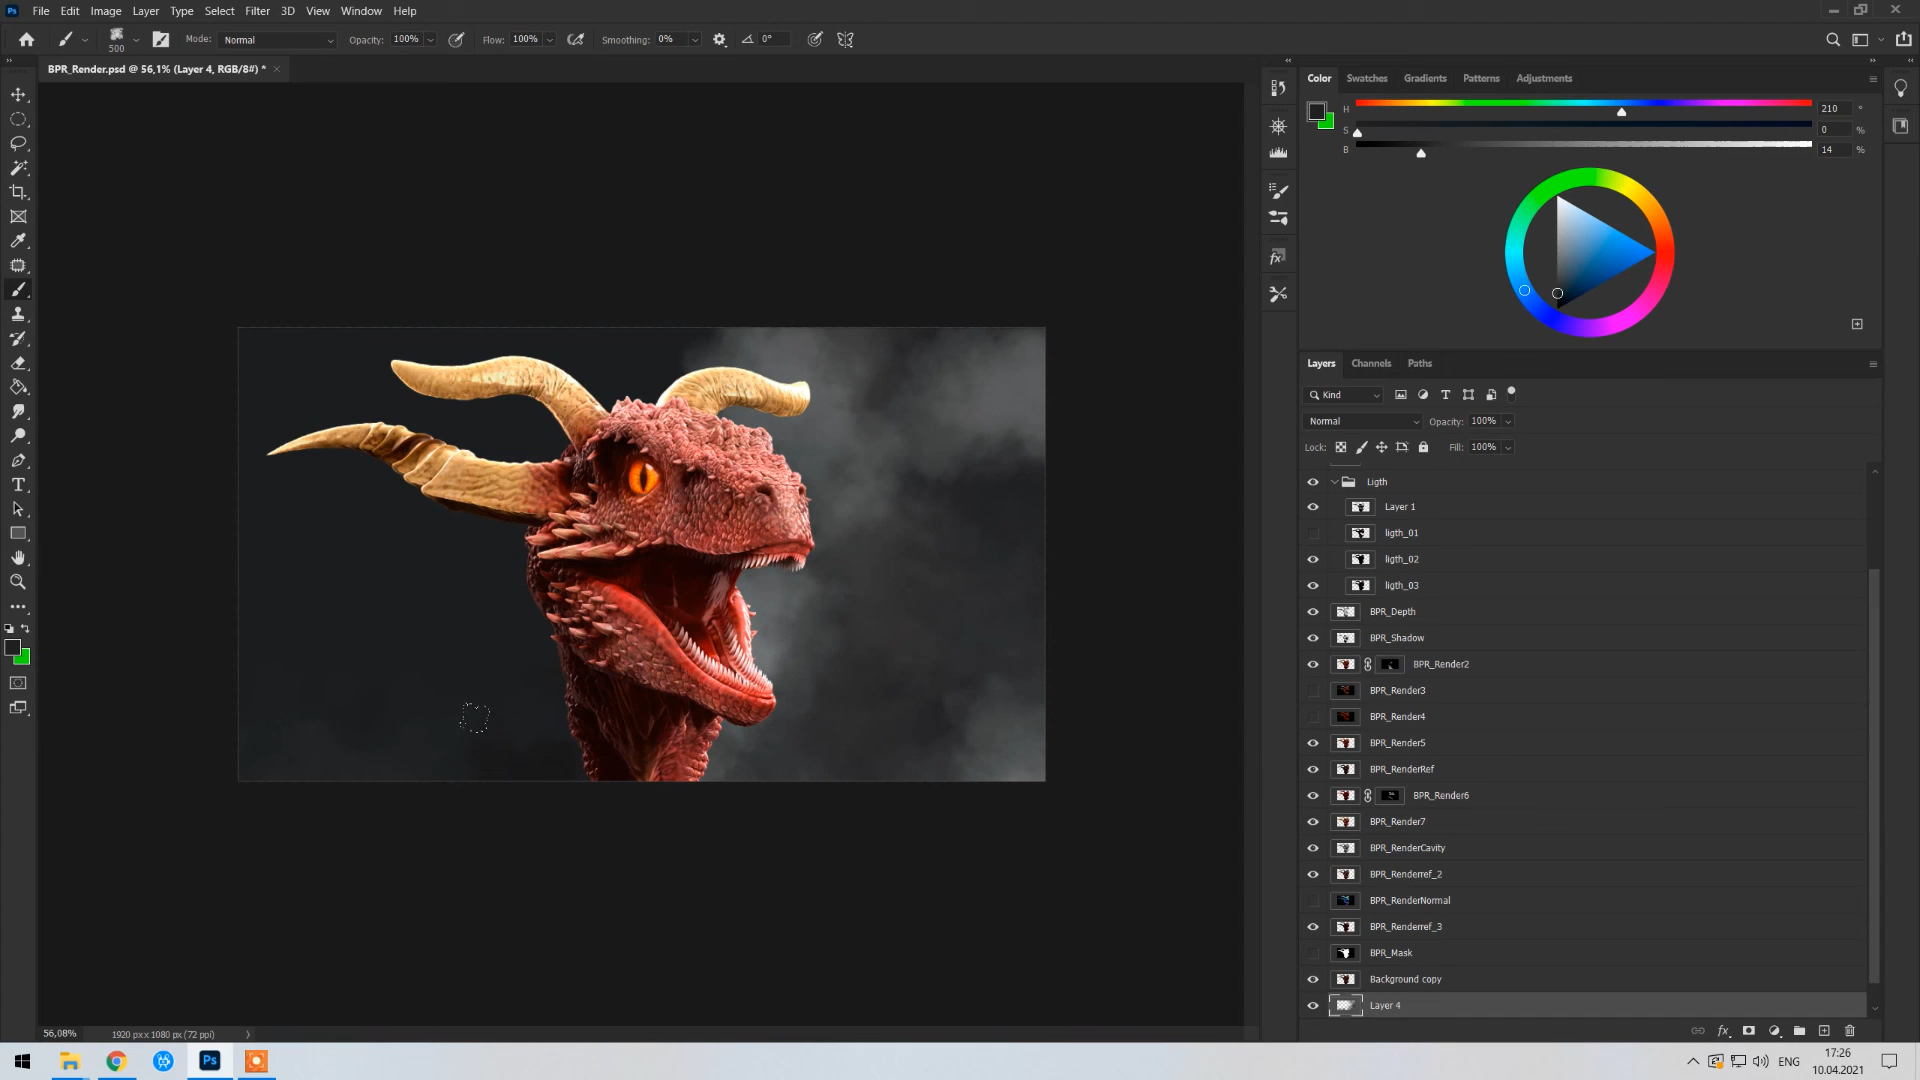 Ps File Edit Image Layer Type Select Filter 3D View Window Help
500 Mode: Normal Opacity: 100% Flow: 100% Smoothing: 0% 0°
BPR_Render.psd @ 56,1% (Layer 4, RGB/8#) *
Color Swatches Gradients Patterns Adjustments
H 210 °
S 0 %
B 14 %
Layers Channels Paths
Kind
Normal Opacity: 100%
Lock: Fill: 100%
Ligth
Layer 1
ligth_01
ligth_02
ligth_03
BPR_Depth
BPR_Shadow
BPR_Render2
BPR_Render3
BPR_Render4
BPR_Render5
BPR_RenderRef
BPR_Render6
BPR_Render7
BPR_RenderCavity
BPR_Renderref_2
BPR_RenderNormal
BPR_Renderref_3
BPR_Mask
Background copy
Layer 4
56,08% 1920 px x 1080 px (72 ppi)
Ps
ENG
17:26
10.04.2021